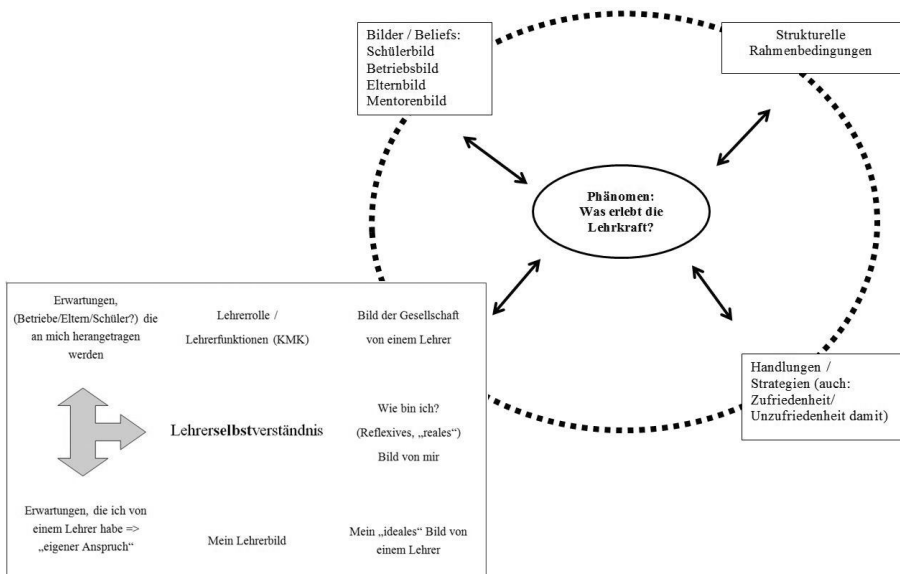 Bilder / Beliefs:
Schülerbild
Betriebsbild
Elternbild
Mentorenbild
Strukturelle
Rahmenbedingungen
Phänomen:
Was erlebt die
Lehrkraft?
Erwartungen,
(Betriebe/Eltern/Schüler?) die
an mich herangetragen
werden
Lehrerrolle /
Lehrerfunktionen (KMK)
Bild der Gesellschaft
von einem Lehrer
Handlungen /
Strategien (auch:
Zufriedenheit/
Unzufriedenheit damit)
Lehrerselbstverständnis
Wie bin ich?
(Reflexives, „reales“)
Bild von mir
Erwartungen, die ich von
einem Lehrer habe =>
„eigener Anspruch“
Mein Lehrerbild
Mein „ideales“ Bild von
einem Lehrer